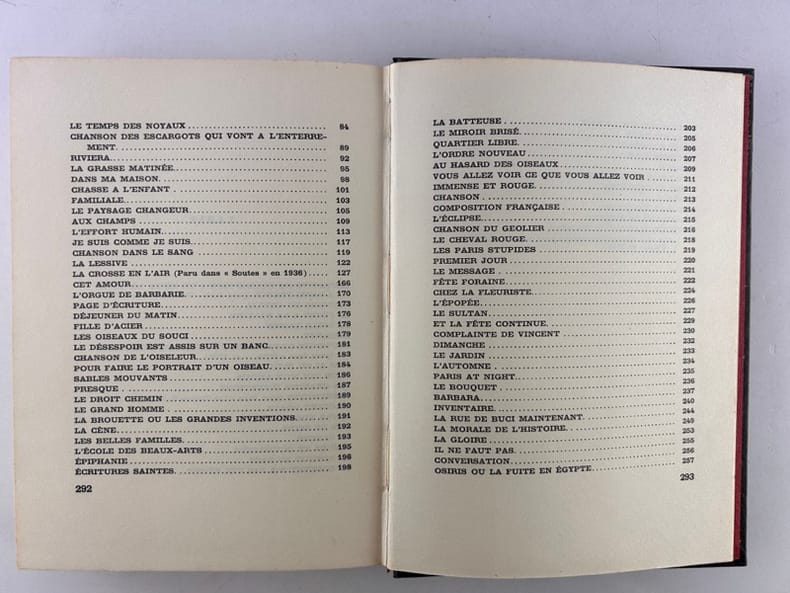 LE TEMPS DES NOYAUX 84
CHANSON DES ESCARGOTS QUI VONT A L'ENTERRE-
MENT. 89
RIVIERA. 92
LA GRASSE MATINÉE. 95
DANS MA MAISON. 98
CHASSE A L'ENFANT . 101
FAMILIALE. 103
LE PAYSAGE CHANGEUR. 105
AUX CHAMPS . 109
L'EFFORT HUMAIN. 113
JE SUIS COMME JE SUIS. 117
CHANSON DANS LE SANG . 119
LA LESSIVE . 122
LA CROSSE EN L'AIR (Paru dans « Soutes » en 1936) 127
CET AMOUR. 166
L'ORGUE DE BARBARIE. 170
PAGE D'ÉCRITURE. 173
DÉJEUNER DU MATIN. 176
FILLE D'ACIER . 178
LES OISEAUX DU SOUCI . 179
LE DÉSESPOIR EST ASSIS SUR UN BANC. 181
CHANSON DE L'OISELEUR. 183
POUR FAIRE LE PORTRAIT D'UN OISEAU. 184
SABLES MOUVANTS . 186
PRESQUE . 187
LE DROIT CHEMIN . 189
LE GRAND HOMME . 190
LA BROUETTE OU LES GRANDES INVENTIONS. 191
LA CÈNE. 192
LES BELLES FAMILLES. 193
L'ÉCOLE DES BEAUX-ARTS . 195
ÉPIPHANIE . 196
ÉCRITURES SAINTES. 198
292
LA BATTEUSE . 203
LE MIROIR BRISÉ. 205
QUARTIER LIBRE. 206
L'ORDRE NOUVEAU. 207
AU HASARD DES OISEAUX. 209
VOUS ALLEZ VOIR CE QUE VOUS ALLEZ VOIR . 211
IMMENSE ET ROUGE. 212
CHANSON . 213
COMPOSITION FRANÇAISE . 214
L'ÉCLIPSE. 215
CHANSON DU GEOLIER . 216
LE CHEVAL ROUGE. 218
LES PARIS STUPIDES . 219
PREMIER JOUR . 220
LE MESSAGE . 221
FÊTE FORAINE. 222
CHEZ LA FLEURISTE. 224
L'ÉPOPÉE. 226
LE SULTAN. 227
ET LA FÊTE CONTINUE. 229
COMPLAINTE DE VINCENT . 230
DIMANCHE . 232
LE JARDIN . 233
L'AUTOMNE . 234
PARIS AT NIGHT. 235
LE BOUQUET . 236
BARBARA. 237
INVENTAIRE. 240
LA RUE DE BUCI MAINTENANT. 244
LA MORALE DE L'HISTOIRE. 249
LA GLOIRE . 253
IL NE FAUT PAS. 255
CONVERSATION. 256
OSIRIS OU LA FUITE EN ÉGYPTE. 257
293